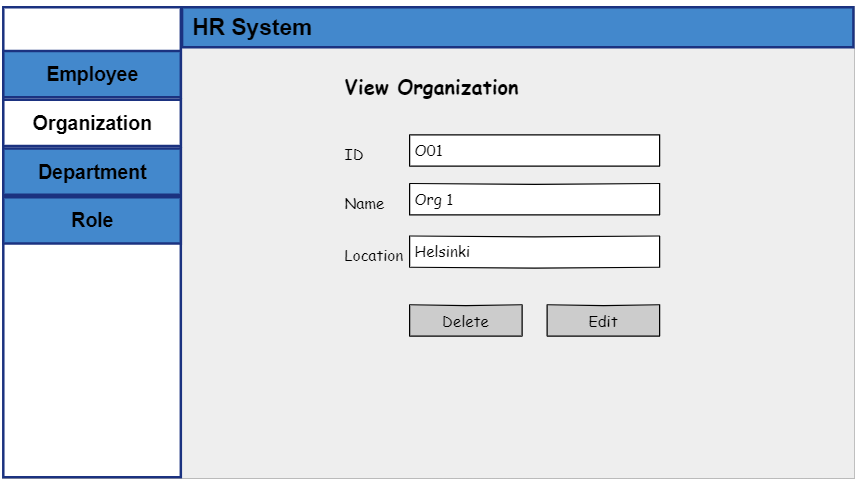 HR System
Employee
Organization
Department
Role
View Organization
ID O01
Name Org 1
Location Helsinki
Delete Edit